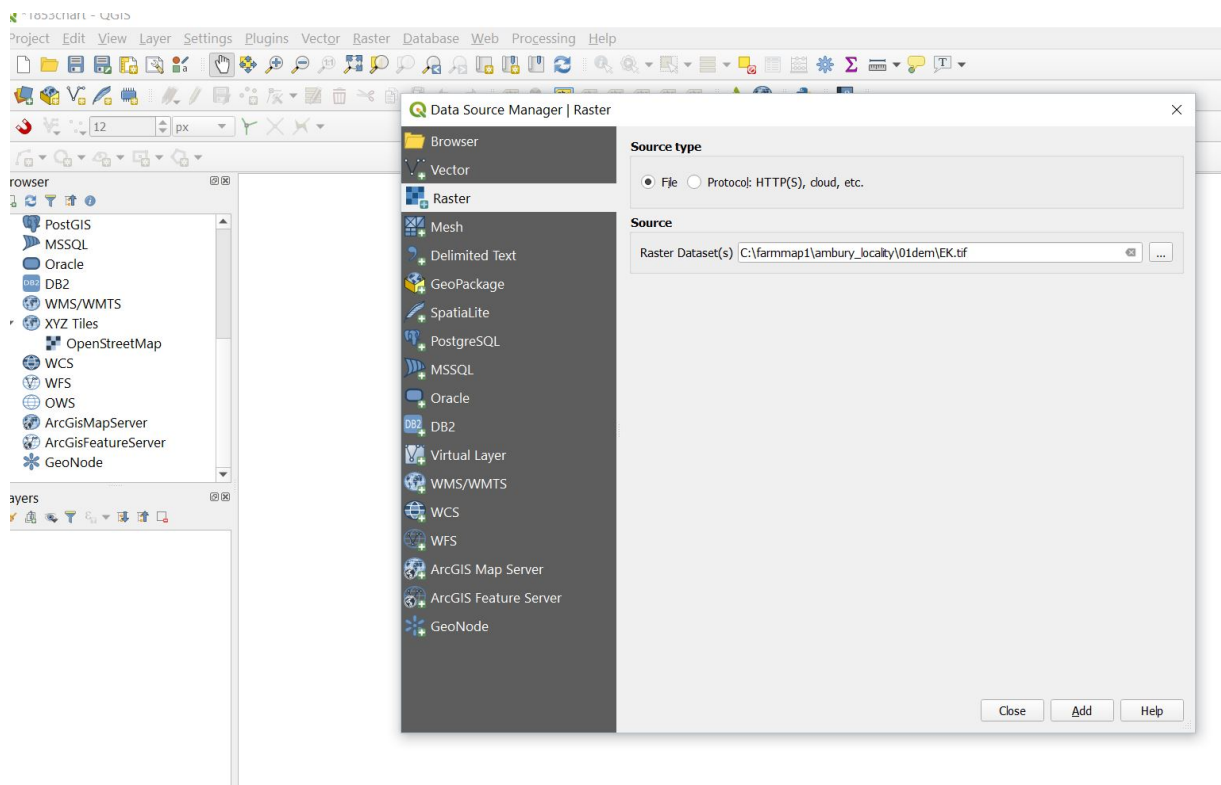 *1853chart - QGIS
Project Edit View Layer Settings Plugins Vector Raster Database Web Processing Help
12 px
rowser
PostGIS
MSSQL
Oracle
DB2
WMS/WMTS
XYZ Tiles
OpenStreetMap
WCS
WFS
OWS
ArcGisMapServer
ArcGisFeatureServer
GeoNode
ayers
Data Source Manager | Raster
Browser
Vector
Raster
Mesh
Delimited Text
GeoPackage
SpatiaLite
PostgreSQL
MSSQL
Oracle
DB2 DB2
Virtual Layer
WMS/WMTS
WCS
WFS
ArcGIS Map Server
ArcGIS Feature Server
GeoNode
Source type
File Protocol: HTTP(S), cloud, etc.
Source
Raster Dataset(s) C:\farmmap1\ambury_locality\01dem\EK.tif ...
Close Add Help